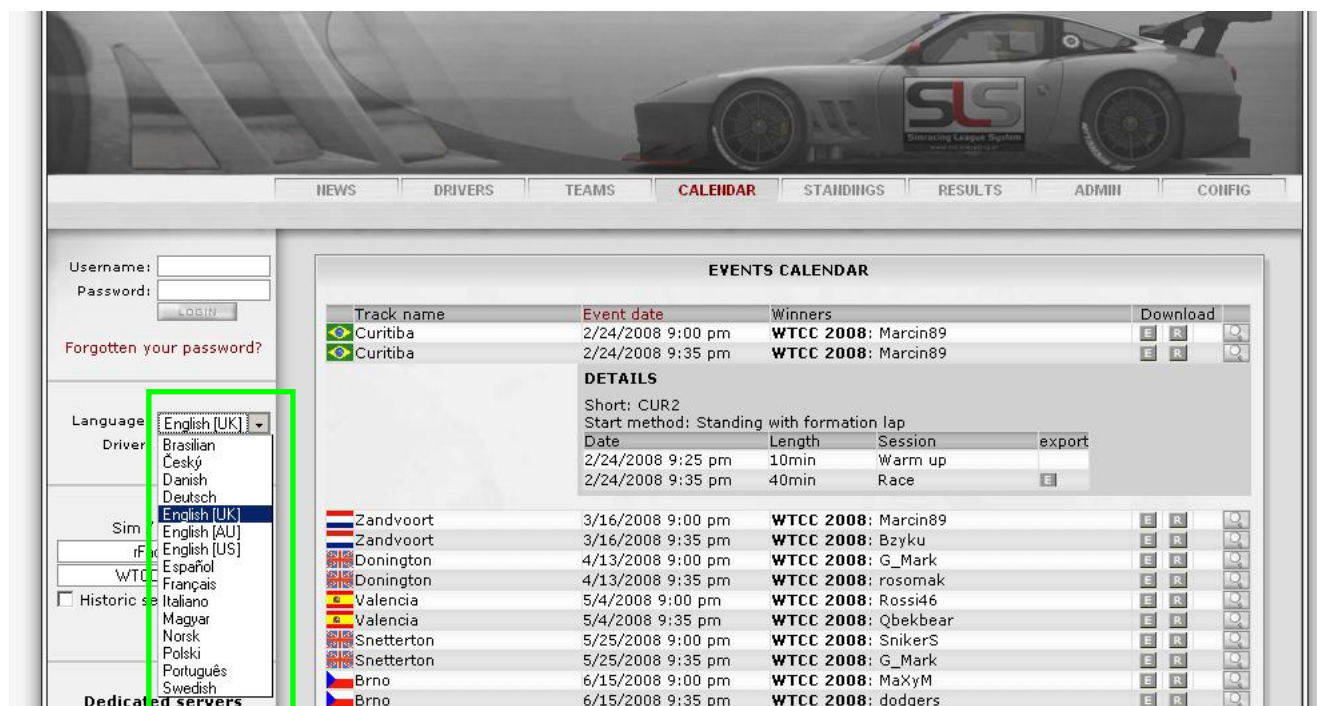 SLS
Simracing League System
NEWS DRIVERS TEAMS CALENDAR STANDINGS RESULTS ADMIN CONFIG
Username:
Password:
LOGIN
Forgotten your password?
Language
English [UK]
Driver
Brasilian
Český
Danish
Deutsch
English [UK]
English [AU]
English [US]
Español
Français
Italiano
Magyar
Norsk
Polski
Português
Swedish
Sim
WTC
Historic se
Dedicated servers
EVENTS CALENDAR
Track name Event date Winners Download
Curitiba 2/24/2008 9:00 pm WTCC 2008: Marcin89 E R
Curitiba 2/24/2008 9:35 pm WTCC 2008: Marcin89 E R
DETAILS
Short: CUR2
Start method: Standing with formation lap
Date Length Session export
2/24/2008 9:25 pm 10min Warm up
2/24/2008 9:35 pm 40min Race E
Zandvoort 3/16/2008 9:00 pm WTCC 2008: Marcin89 E R
Zandvoort 3/16/2008 9:35 pm WTCC 2008: Bzyku E R
Donington 4/13/2008 9:00 pm WTCC 2008: G_Mark E R
Donington 4/13/2008 9:35 pm WTCC 2008: rosomak E R
Valencia 5/4/2008 9:00 pm WTCC 2008: Rossi46 E R
Valencia 5/4/2008 9:35 pm WTCC 2008: Qbekbear E R
Snetterton 5/25/2008 9:00 pm WTCC 2008: SnikerS E R
Snetterton 5/25/2008 9:35 pm WTCC 2008: G_Mark E R
Brno 6/15/2008 9:00 pm WTCC 2008: MaXyM E R
Brno 6/15/2008 9:35 pm WTCC 2008: dodgers E R